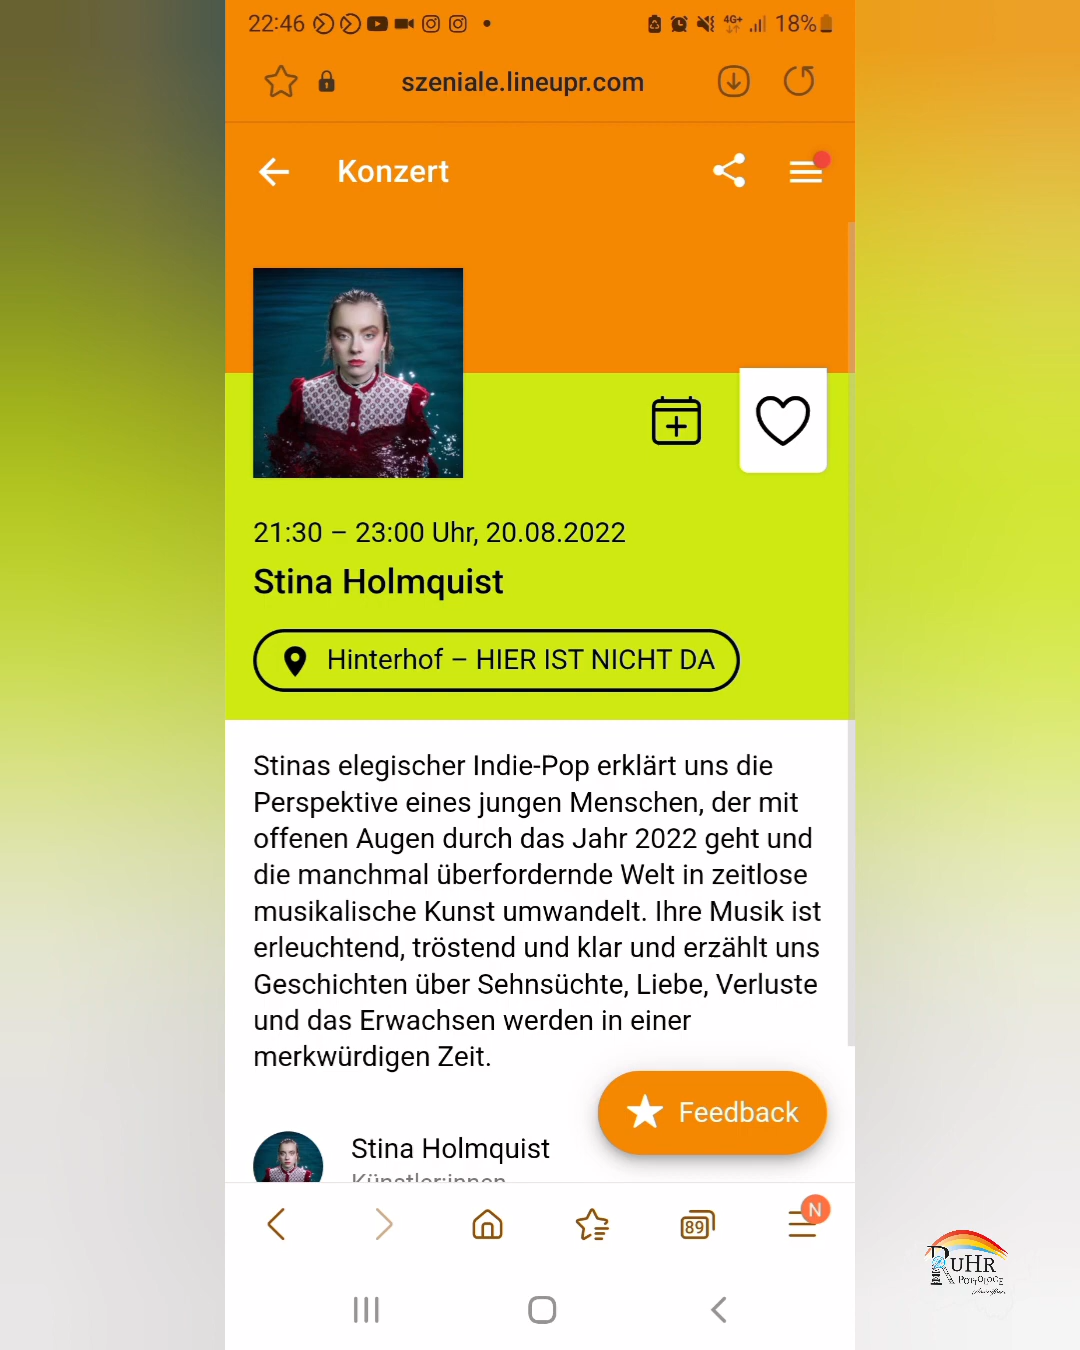 22:46
4G+
18%
szeniale.lineupr.com
Konzert
21:30 – 23:00 Uhr, 20.08.2022
Stina Holmquist
Hinterhof – HIER IST NICHT DA
Stinas elegischer Indie-Pop erklärt uns die
Perspektive eines jungen Menschen, der mit
offenen Augen durch das Jahr 2022 geht und
die manchmal überfordernde Welt in zeitlose
musikalische Kunst umwandelt. Ihre Musik ist
erleuchtend, tröstend und klar und erzählt uns
Geschichten über Sehnsüchte, Liebe, Verluste
und das Erwachsen werden in einer
merkwürdigen Zeit.
Feedback
Stina Holmquist
Künstler:innen
89
N
RUHR